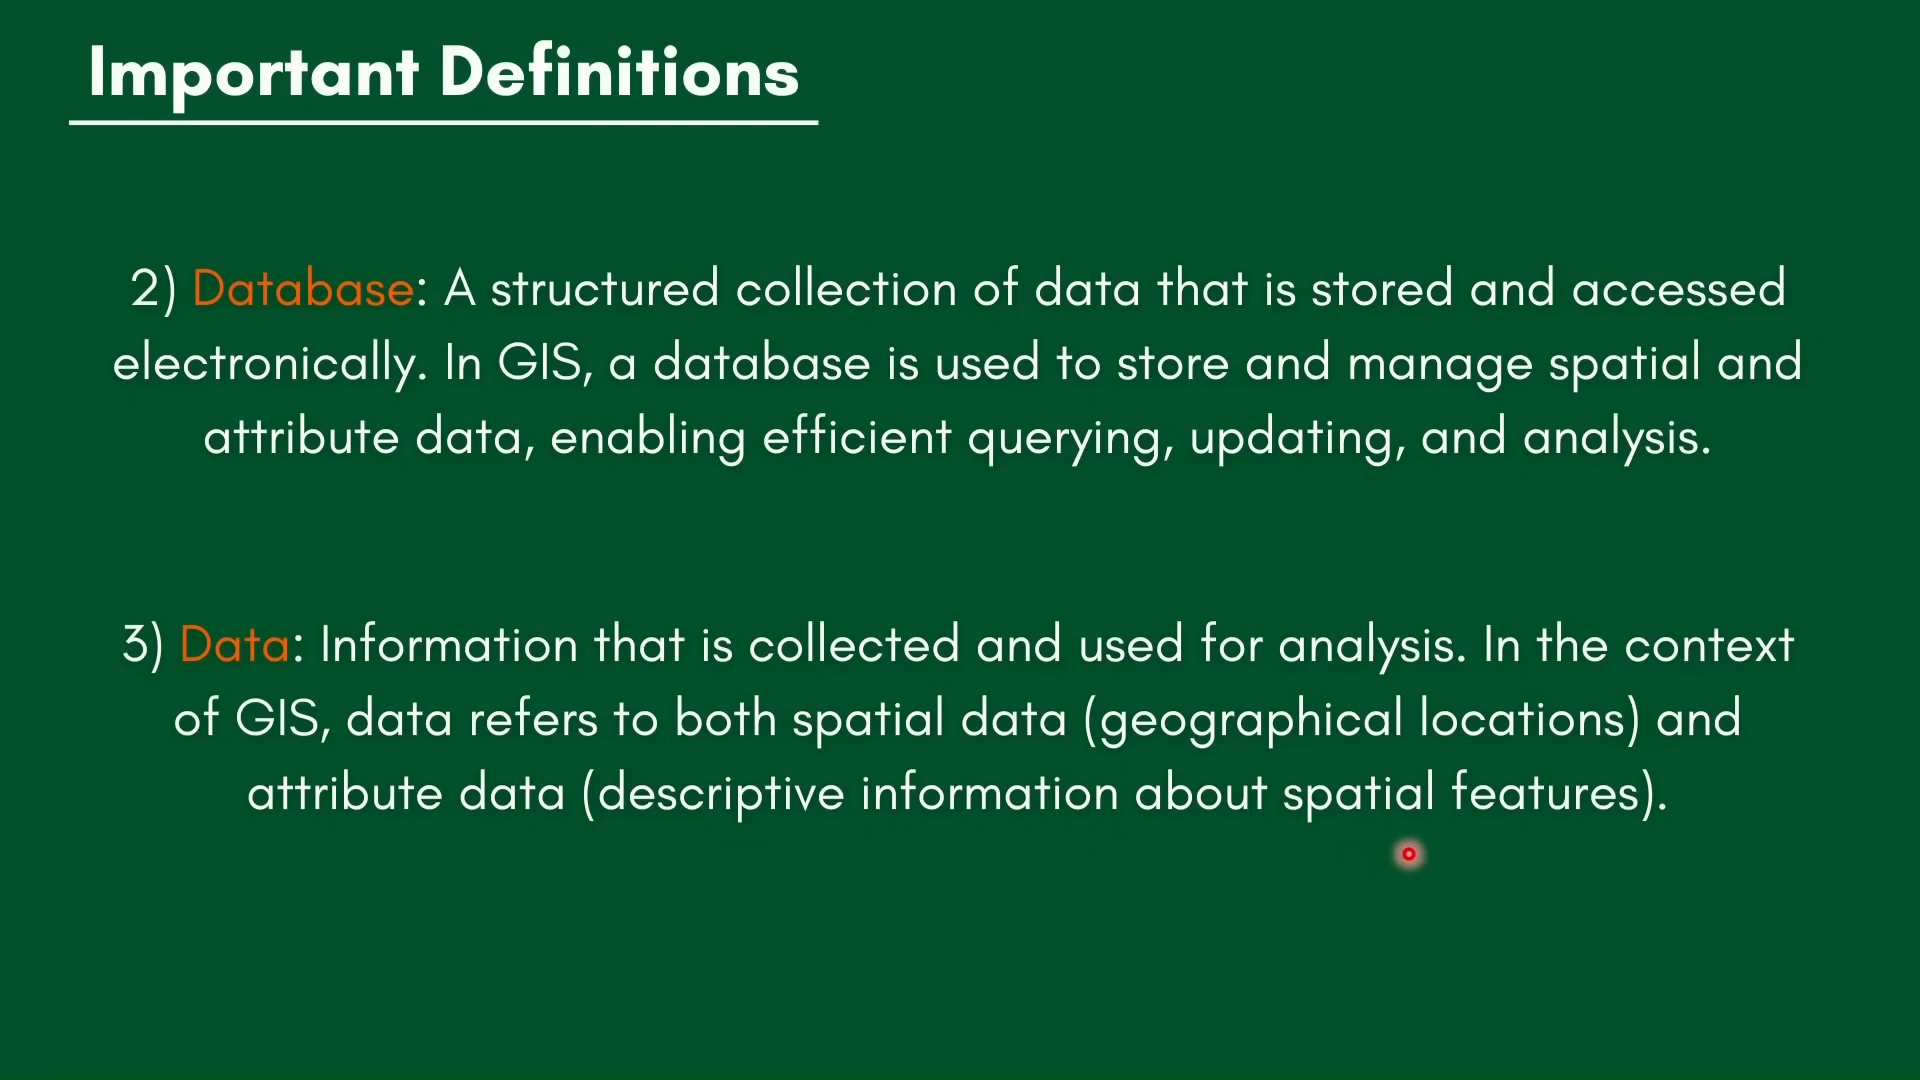 Important Definitions
2) Database: A structured collection of data that is stored and accessed
electronically. In GIS, a database is used to store and manage spatial and
attribute data, enabling efficient querying, updating, and analysis.
3) Data: Information that is collected and used for analysis. In the context
of GIS, data refers to both spatial data (geographical locations) and
attribute data (descriptive information about spatial features).